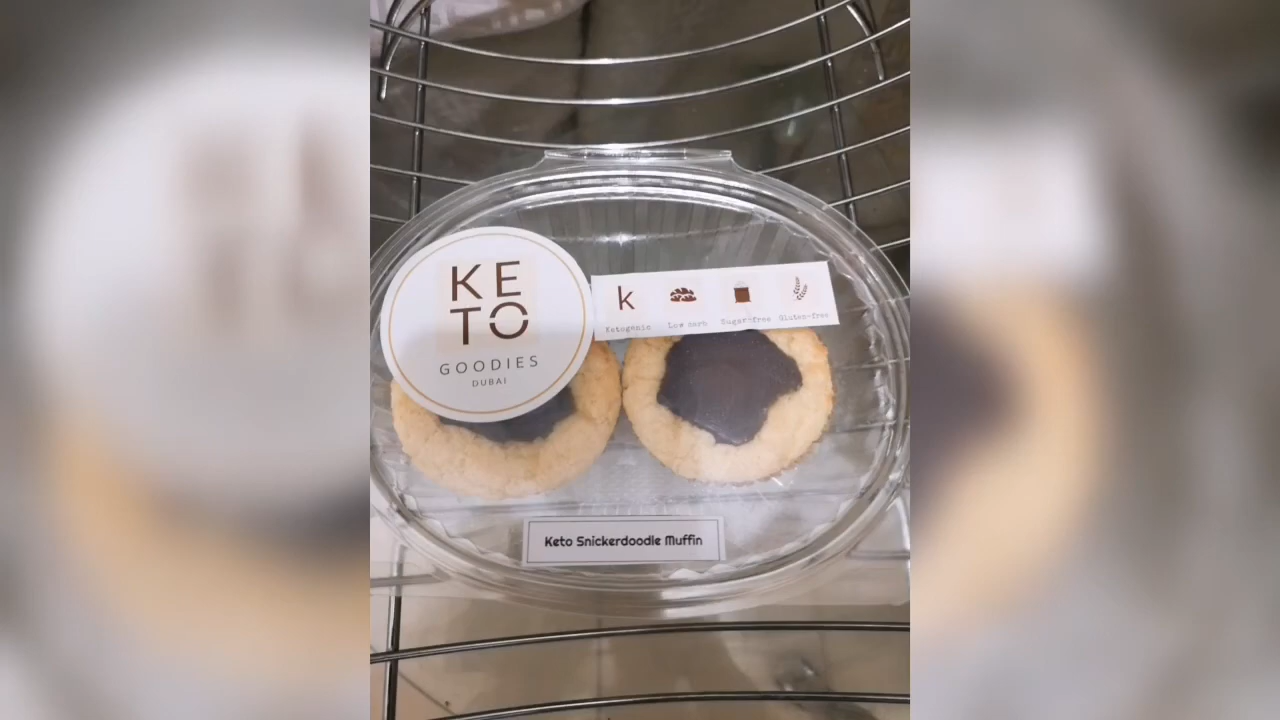 KE
TO
GOODIES
DUBAI
k
Ketogenic Low carb Sugar-free Gluten-free
Keto Snickerdoodle Muffin